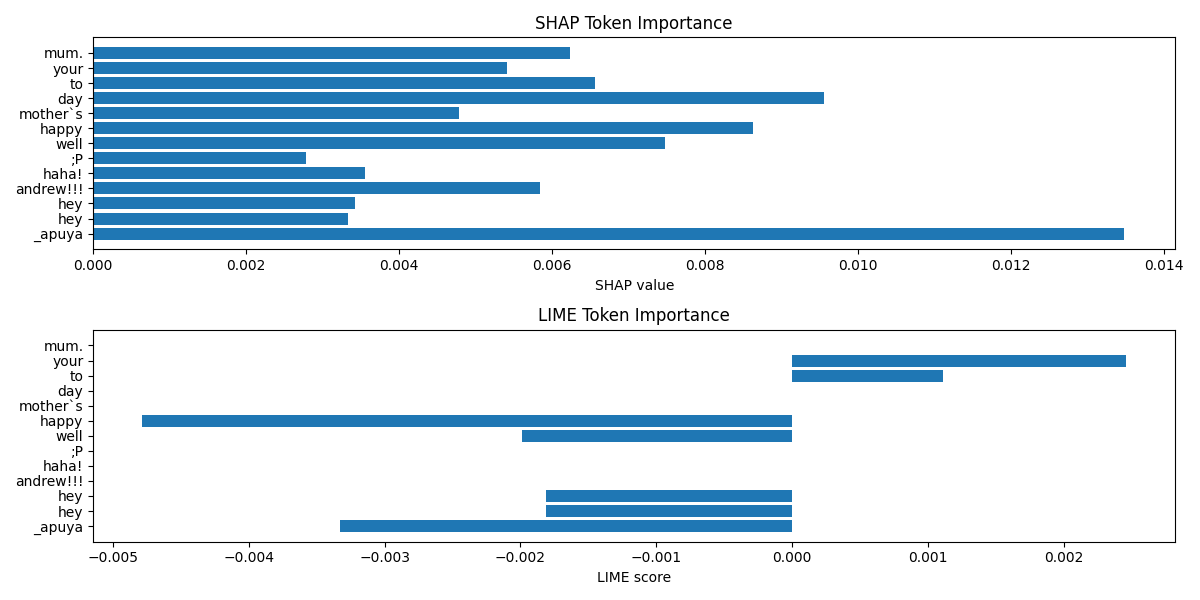 SHAP Token Importance
mum.
your
to
day
mother`s
happy
well
;P
haha!
andrew!!!
hey
hey
_apuya
0.000 0.002 0.004 0.006 0.008 0.010 0.012 0.014
SHAP value
LIME Token Importance
mum.
your
to
day
mother`s
happy
well
;P
haha!
andrew!!!
hey
hey
_apuya
−0.005 −0.004 −0.003 −0.002 −0.001 0.000 0.001 0.002
LIME score